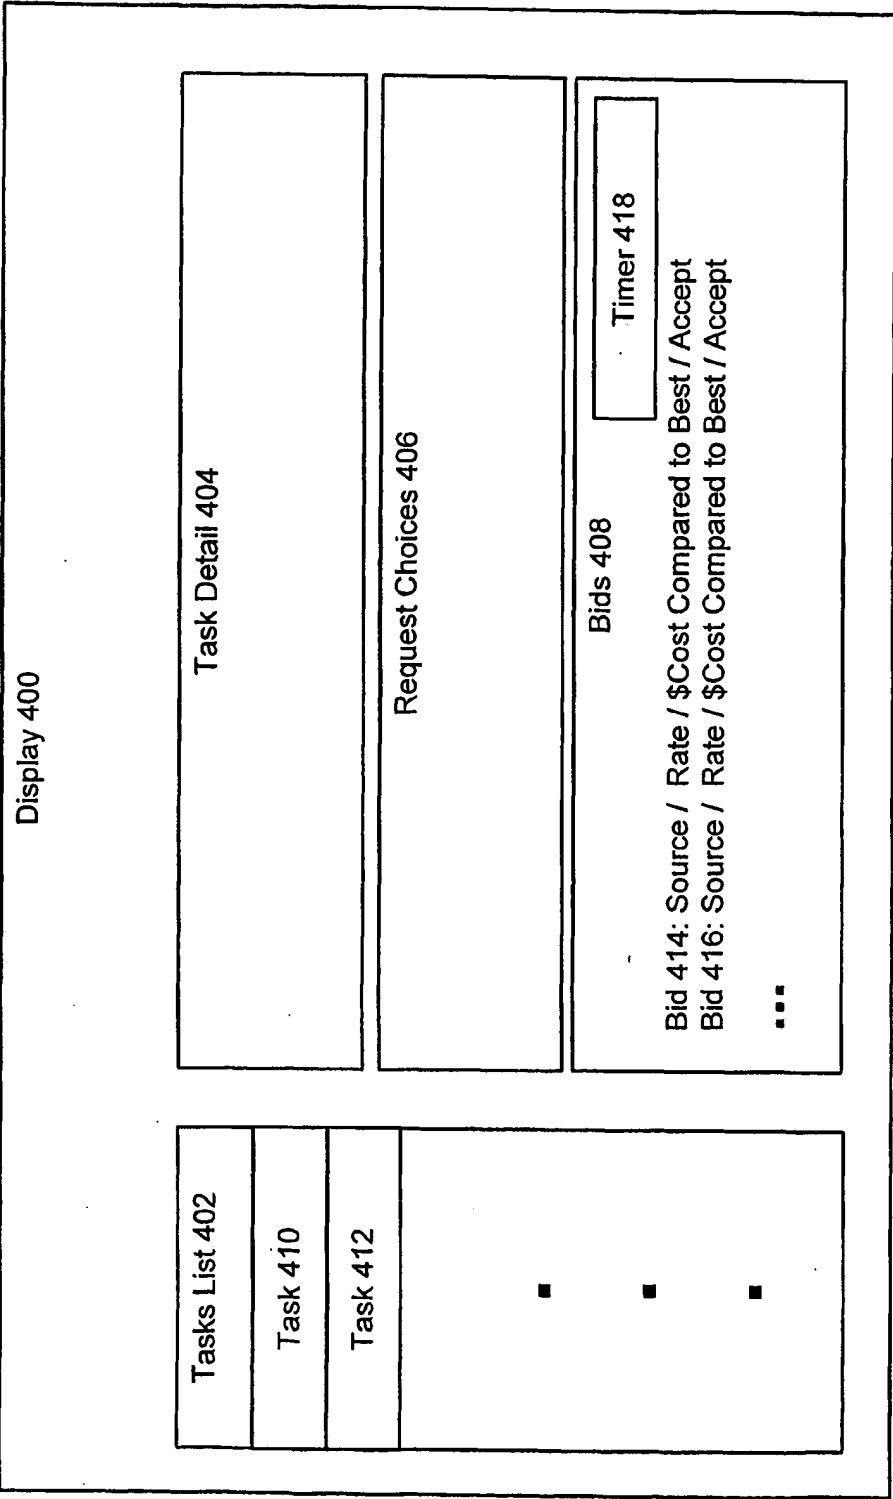 Display 400
Tasks List 402
Task 410
Task 412
Task Detail 404
Request Choices 406
Bids 408
Timer 418
Bid 414: Source / Rate / $Cost Compared to Best / Accept
Bid 416: Source / Rate / $Cost Compared to Best / Accept
...